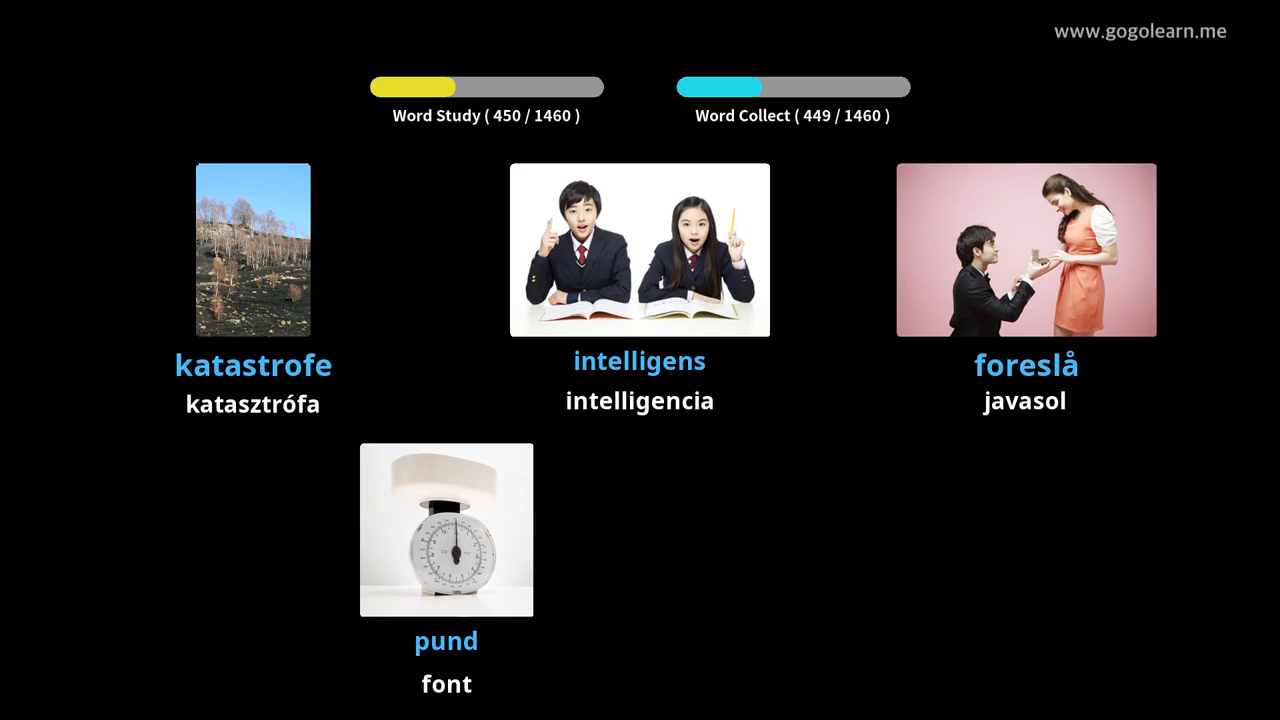 www.gogolearn.me
Word Study ( 450 / 1460 )
Word Collect ( 449 / 1460 )
katastrofe
katasztrófa
intelligens
intelligencia
foreslå
javasol
pund
font